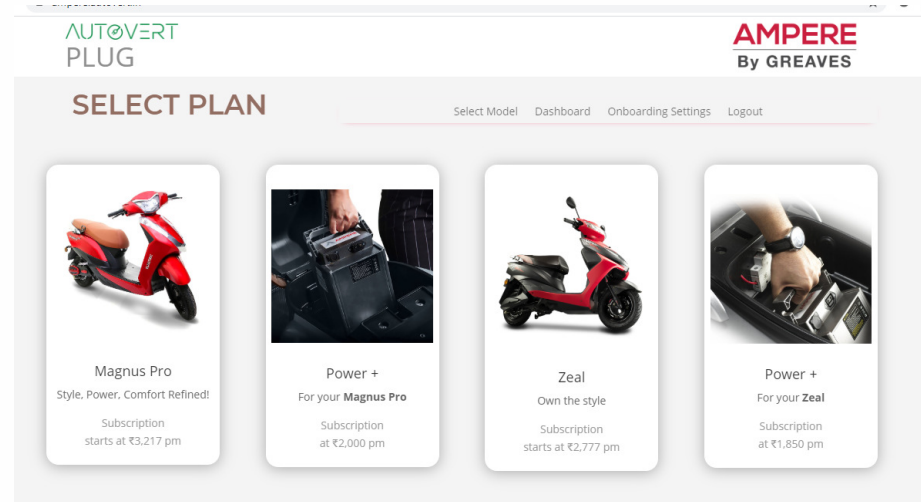 AUTOVERT
PLUG
AMPERE
By GREAVES
SELECT PLAN
Select Model Dashboard Onboarding Settings Logout
Magnus Pro
Style, Power, Comfort Refined!
Subscription
starts at ₹3,217 pm
AMPERE
Power +
For your Magnus Pro
Subscription
at ₹2,000 pm
Zeal
Own the style
Subscription
starts at ₹2,777 pm
Power +
For your Zeal
Subscription
at ₹1,850 pm